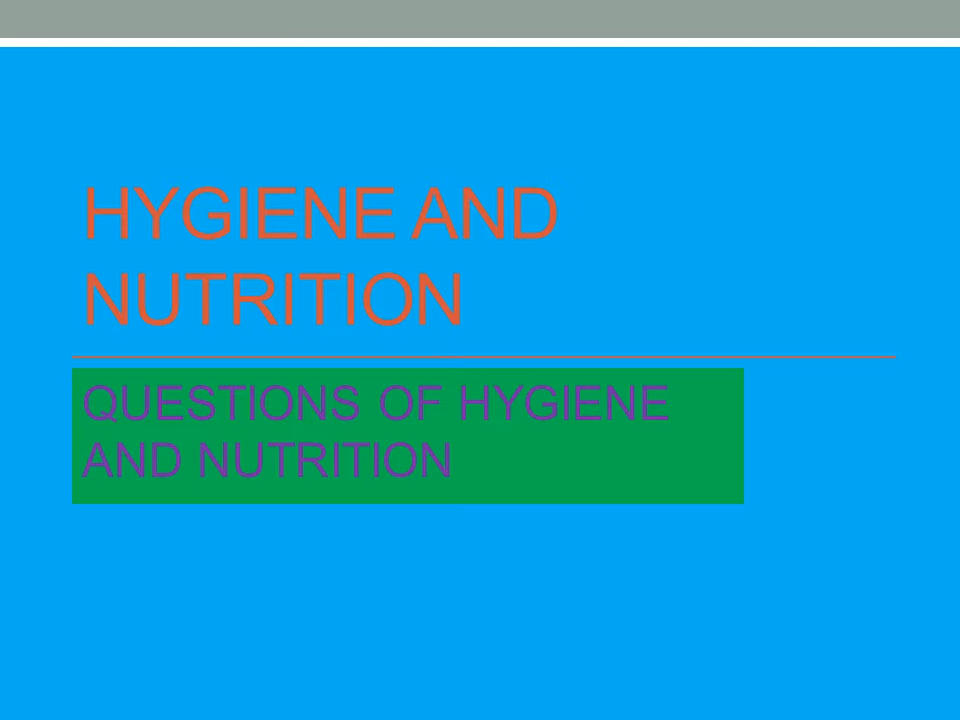 HYGIENE AND
NUTRITION
QUESTIONS OF HYGIENE
AND NUTRITION